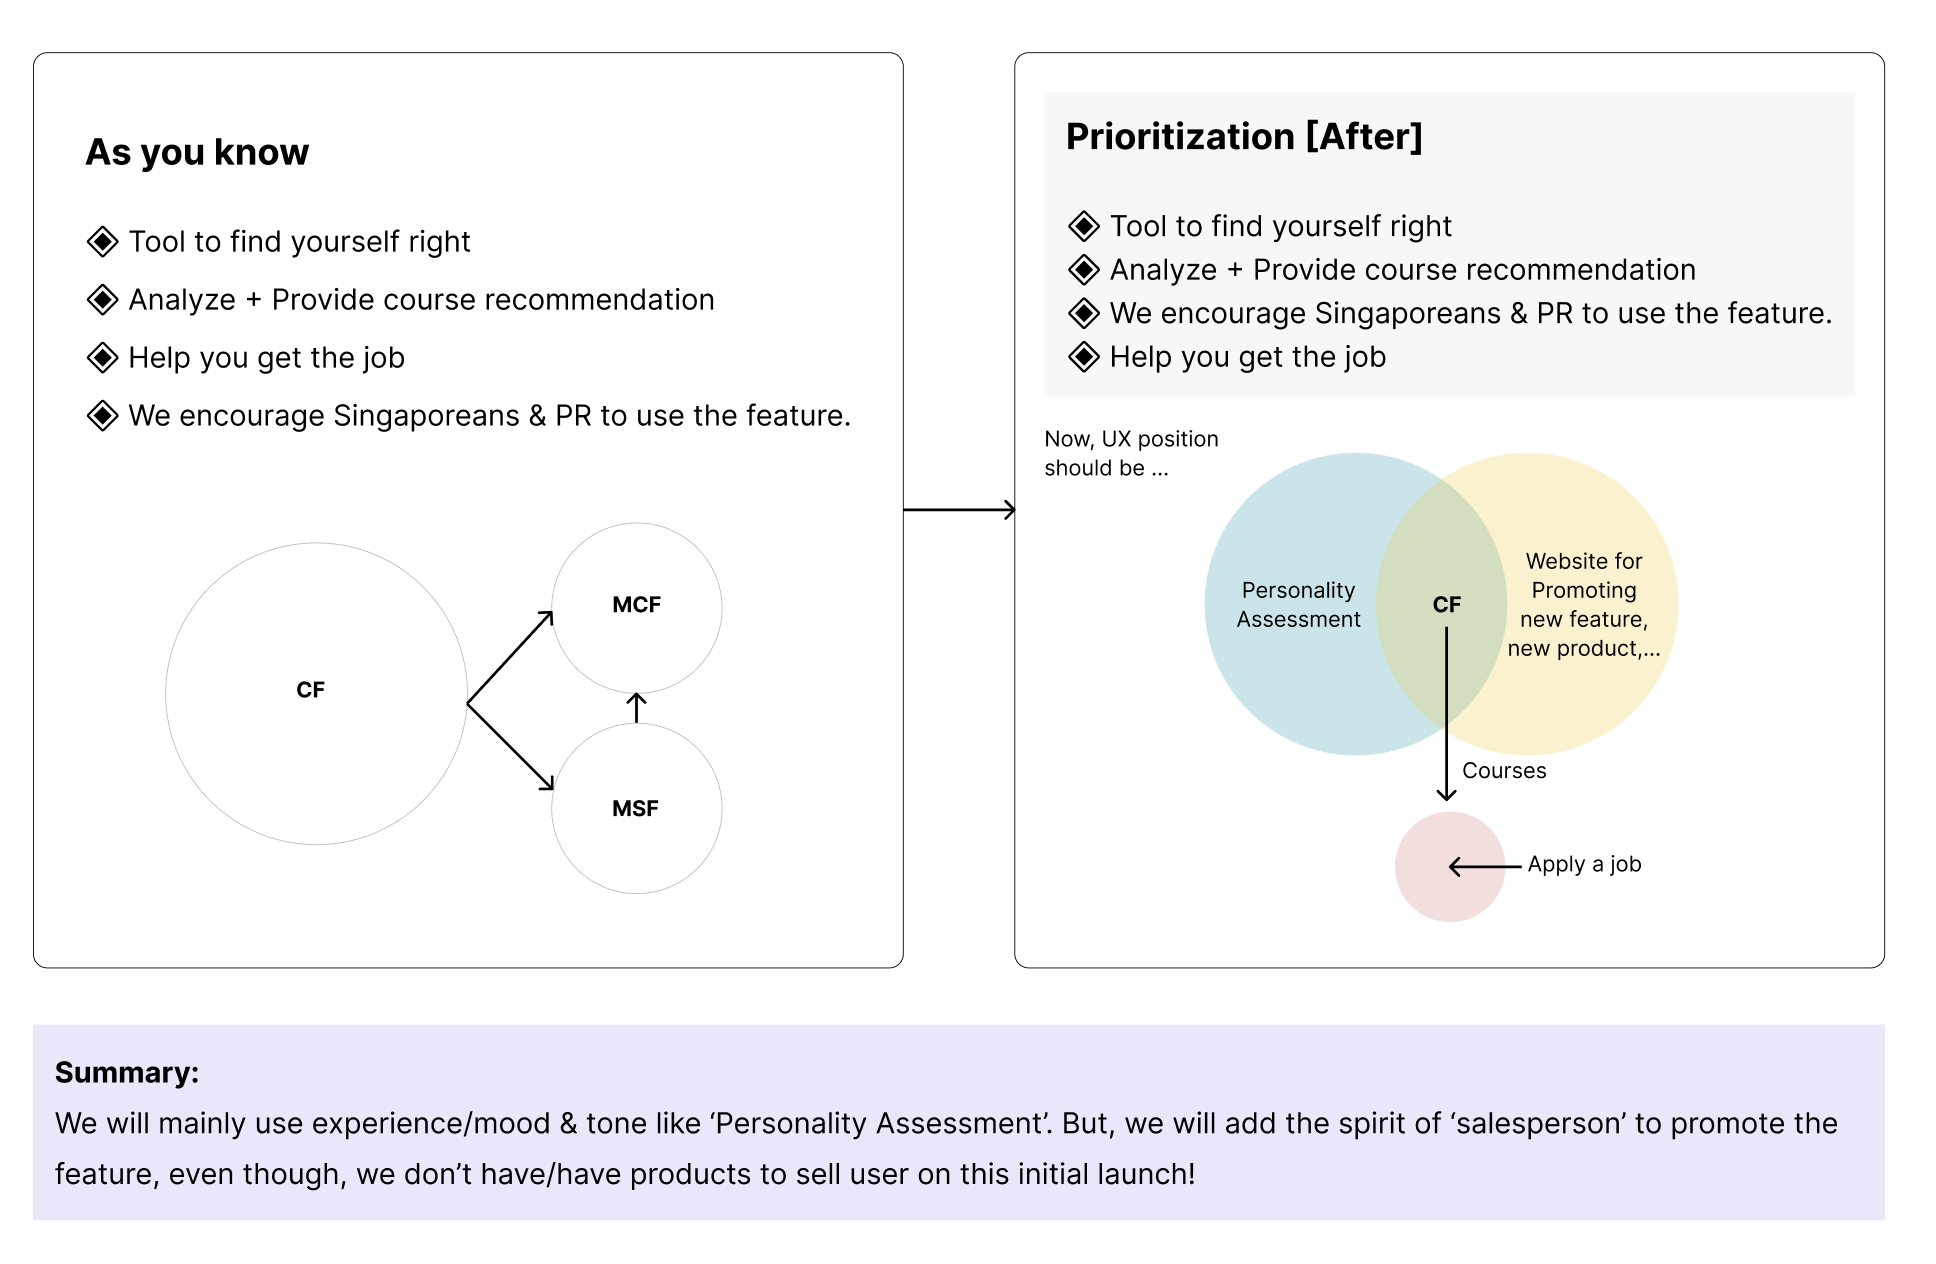 As you know
Tool to find yourself right
Analyze + Provide course recommendation
Help you get the job
We encourage Singaporeans & PR to use the feature.
CF
MCF
MSF
Prioritization [After]
Tool to find yourself right
Analyze + Provide course recommendation
We encourage Singaporeans & PR to use the feature.
Help you get the job
Now, UX position
should be ...
Personality
Assessment
CF
Website for
Promoting
new feature,
new product,...
Courses
Apply a job
Summary:
We will mainly use experience/mood & tone like ‘Personality Assessment’. But, we will add the spirit of ‘salesperson’ to promote the
feature, even though, we don’t have/have products to sell user on this initial launch!